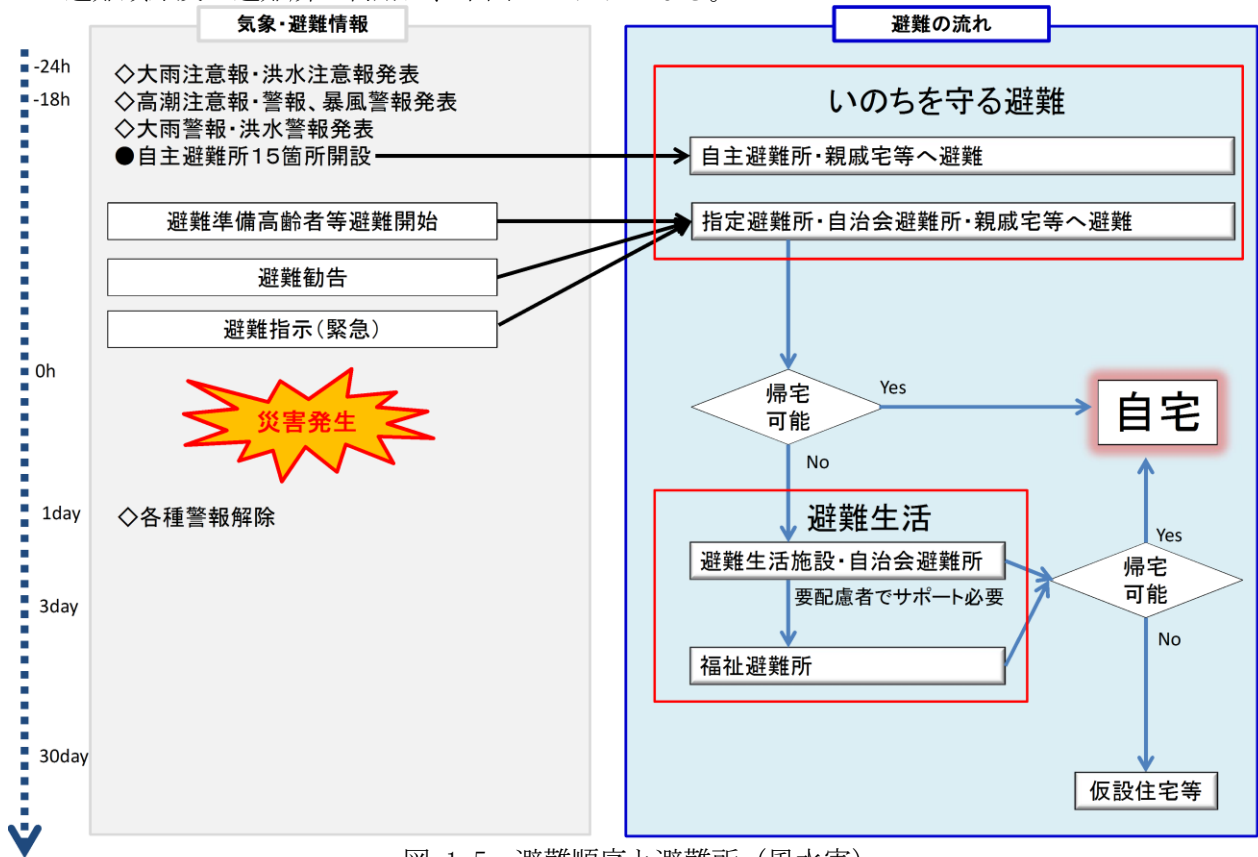 気象・避難情報
-24h
-18h
◇大雨注意報・洪水注意報発表
◇高潮注意報・警報、暴風警報発表
◇大雨警報・洪水警報発表
●自主避難所15箇所開設
避難準備高齢者等避難開始
避難勧告
避難指示(緊急)
0h
災害発生
1day
◇各種警報解除
3day
30day
避難の流れ
いのちを守る避難
自主避難所・親戚宅等へ避難
指定避難所・自治会避難所・親戚宅等へ避難
帰宅
可能
Yes
自宅
No
避難生活
避難生活施設・自治会避難所
要配慮者でサポート必要
福祉避難所
帰宅
可能
Yes
No
仮設住宅等